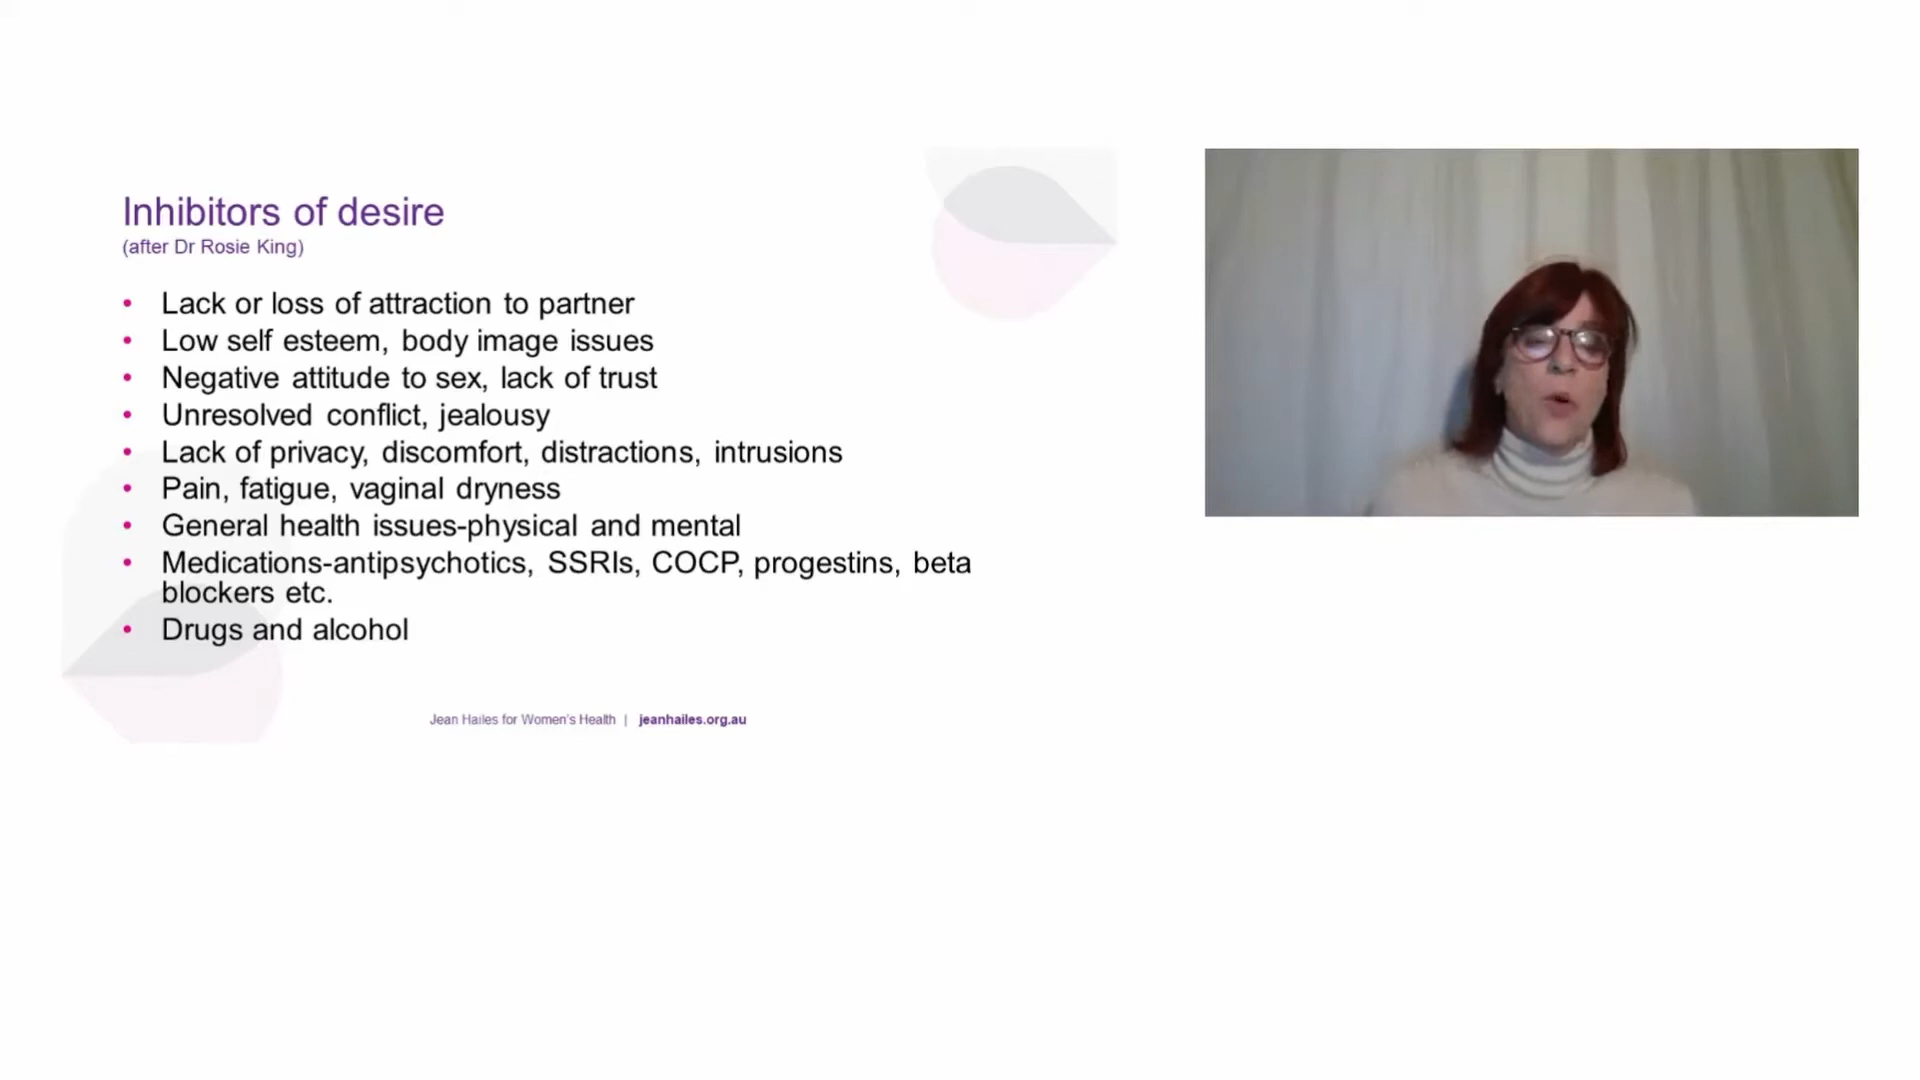 Inhibitors of desire
(after Dr Rosie King)
• Lack or loss of attraction to partner
• Low self esteem, body image issues
• Negative attitude to sex, lack of trust
• Unresolved conflict, jealousy
• Lack of privacy, discomfort, distractions, intrusions
• Pain, fatigue, vaginal dryness
• General health issues-physical and mental
• Medications-antipsychotics, SSRIs, COCP, progestins, beta
blockers etc.
• Drugs and alcohol
Jean Hailes for Women's Health | jeanhailes.org.au